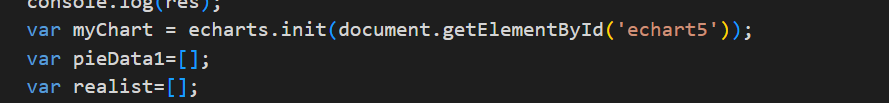 console.log(res);
var myChart = echarts.init(document.getElementById('echart5'));
var pieData1=[];
var realist=[];